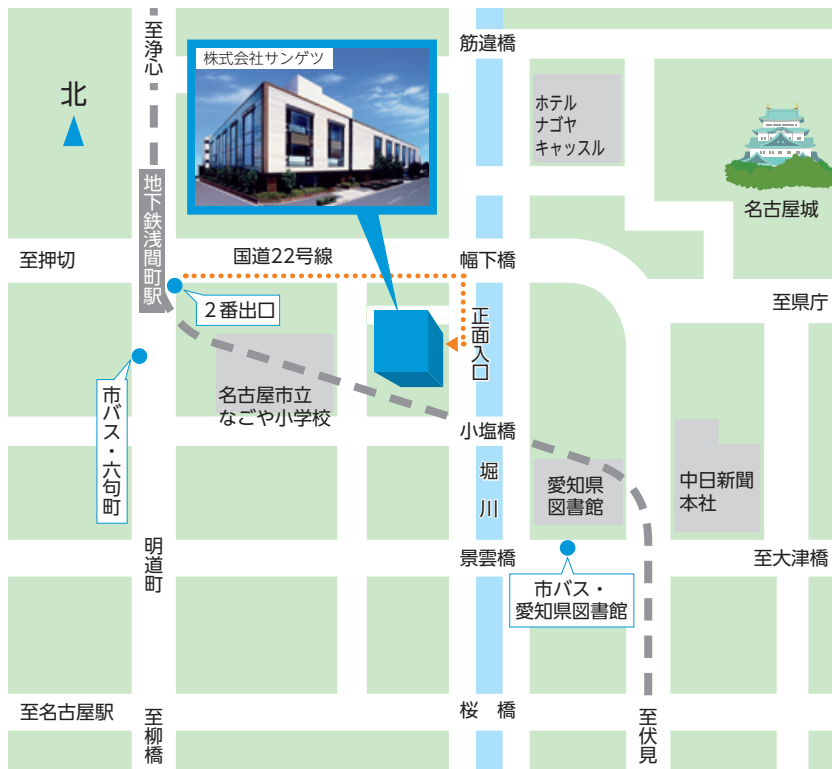 至浄心
株式会社サンゲツ
筋違橋
北
ホテル
ナゴヤ
キャッスル
名古屋城
地下鉄浅間町駅
至押切
国道22号線
幅下橋
2番出口
正面入口
至県庁
名古屋市立
なごや小学校
市バス・六句町
小塩橋
堀川
愛知県
図書館
中日新聞
本社
明道町
景雲橋
至大津橋
市バス・
愛知県図書館
至名古屋駅
至柳橋
桜　橋
至伏見